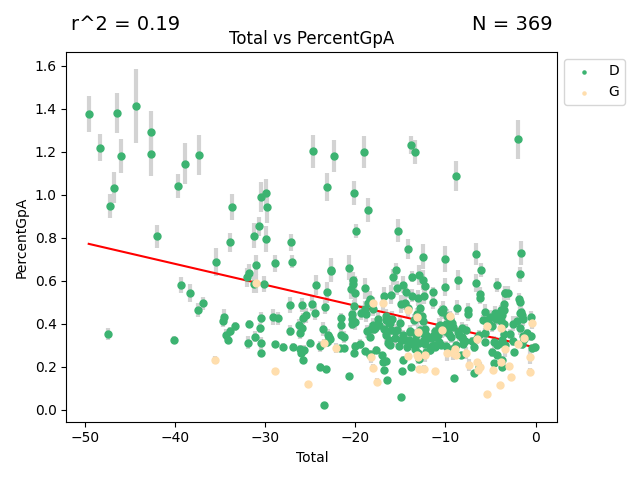 r^2 = 0.19 N = 369
Total vs PercentGpA
D
G
PercentGpA
1.6
1.4
1.2
1.0
0.8
0.6
0.4
0.2
0.0
−50 −40 −30 −20 −10 0
Total